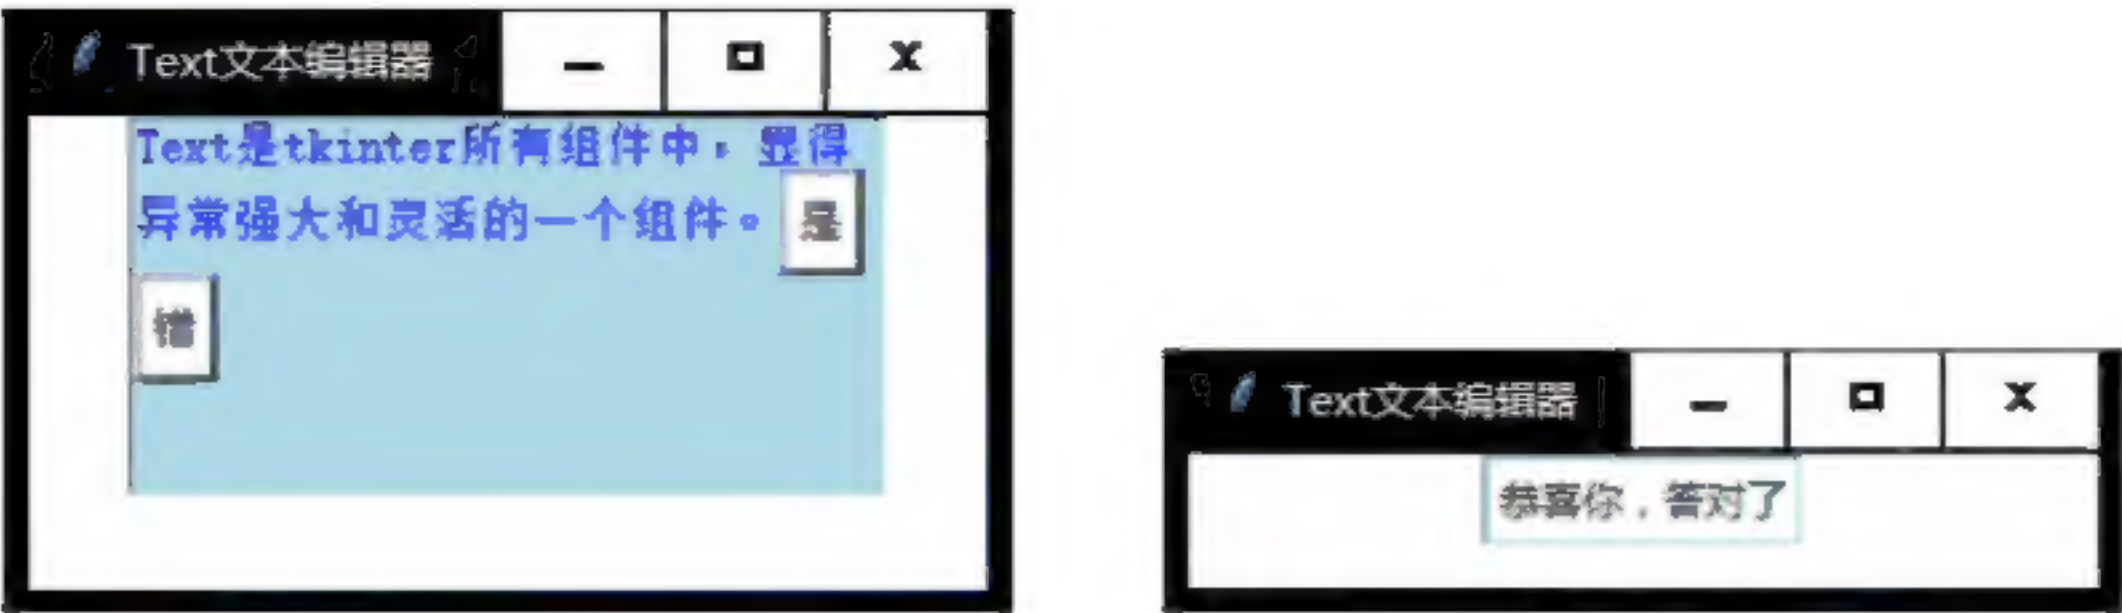 Text文本编辑器
Text是tkinter所有组件中，显得
异常强大和灵活的一个组件。 是
错
Text文本编辑器
恭喜你，答对了